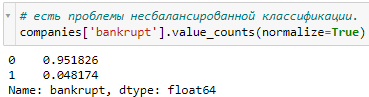 # есть проблемы несбалансированной классификации.
companies['bankrupt'].value_counts(normalize=True)
0    0.951826
1    0.048174
Name: bankrupt, dtype: float64